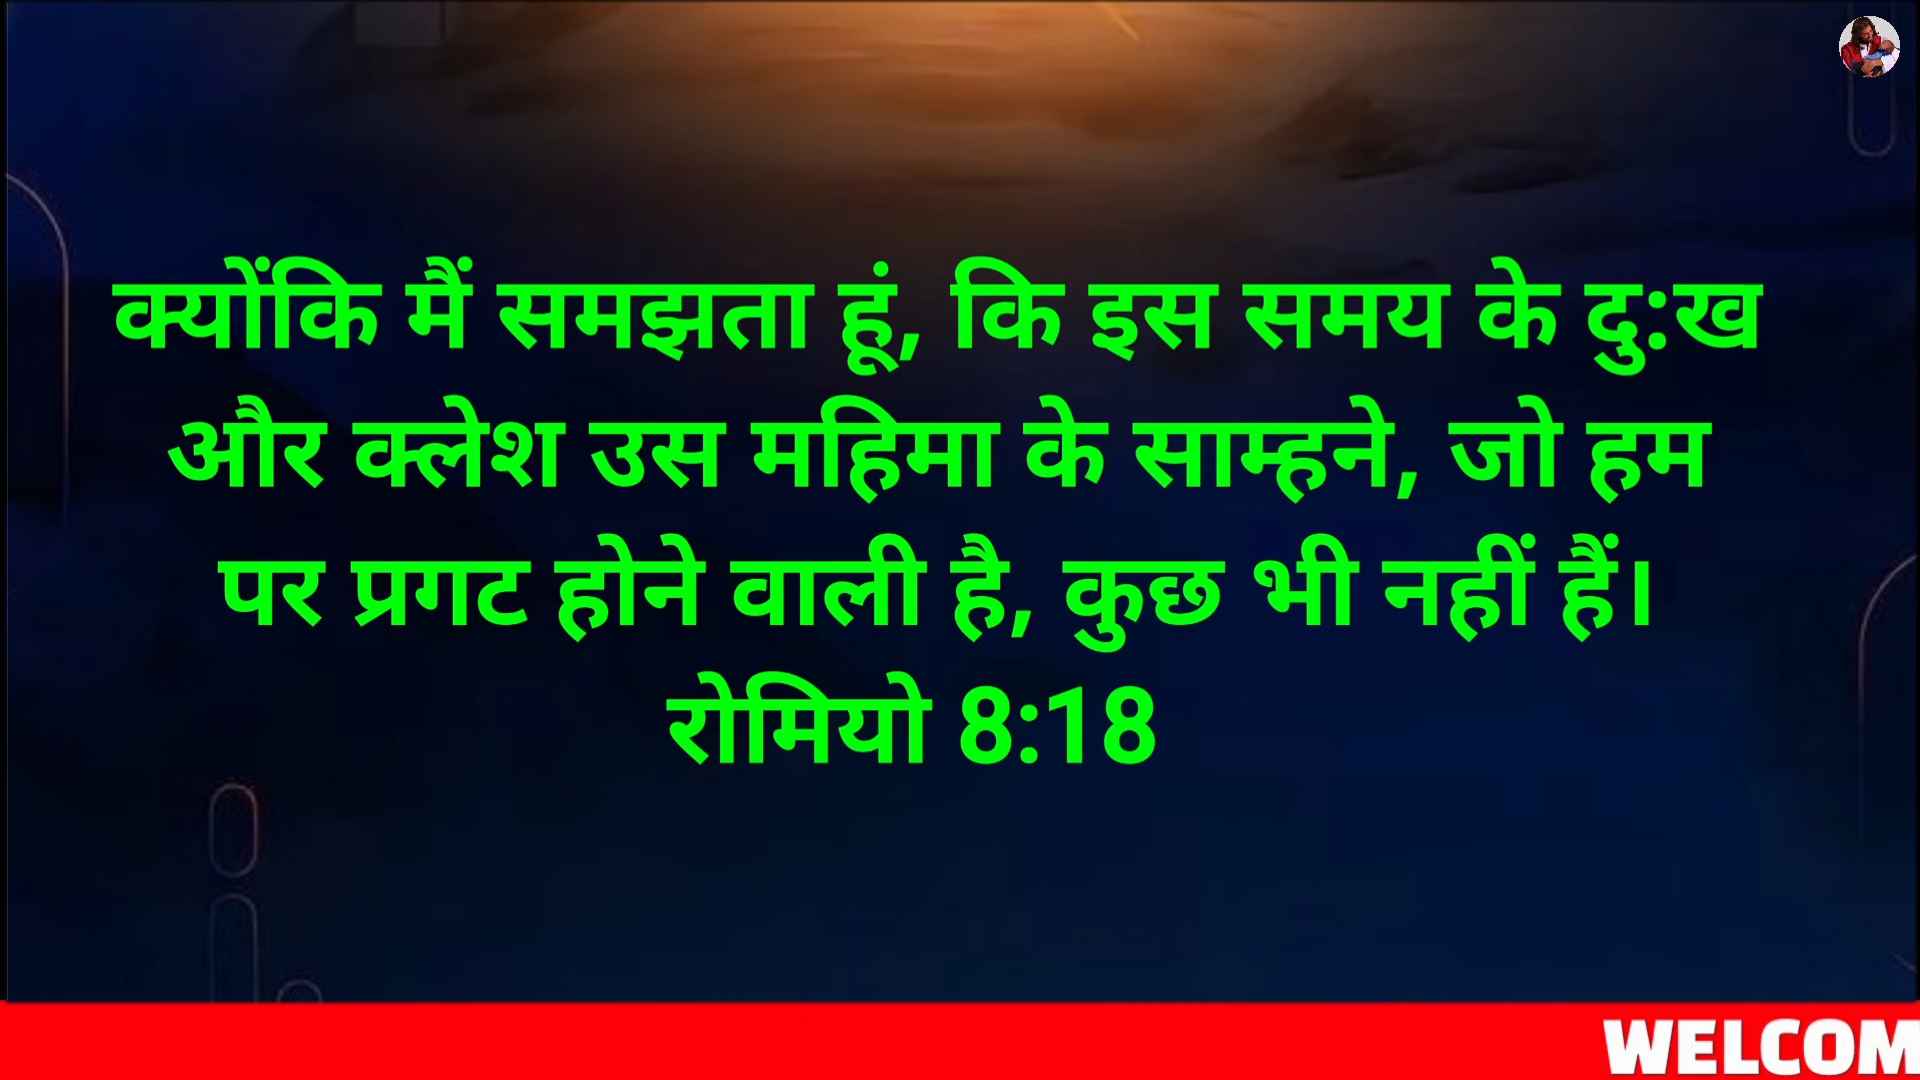 क्योंकि मैं समझता हूं, कि इस समय के दु:ख
और क्लेश उस महिमा के साम्हने, जो हम
पर प्रगट होने वाली है, कुछ भी नहीं हैं।
रोमियो 8:18
WELCOM